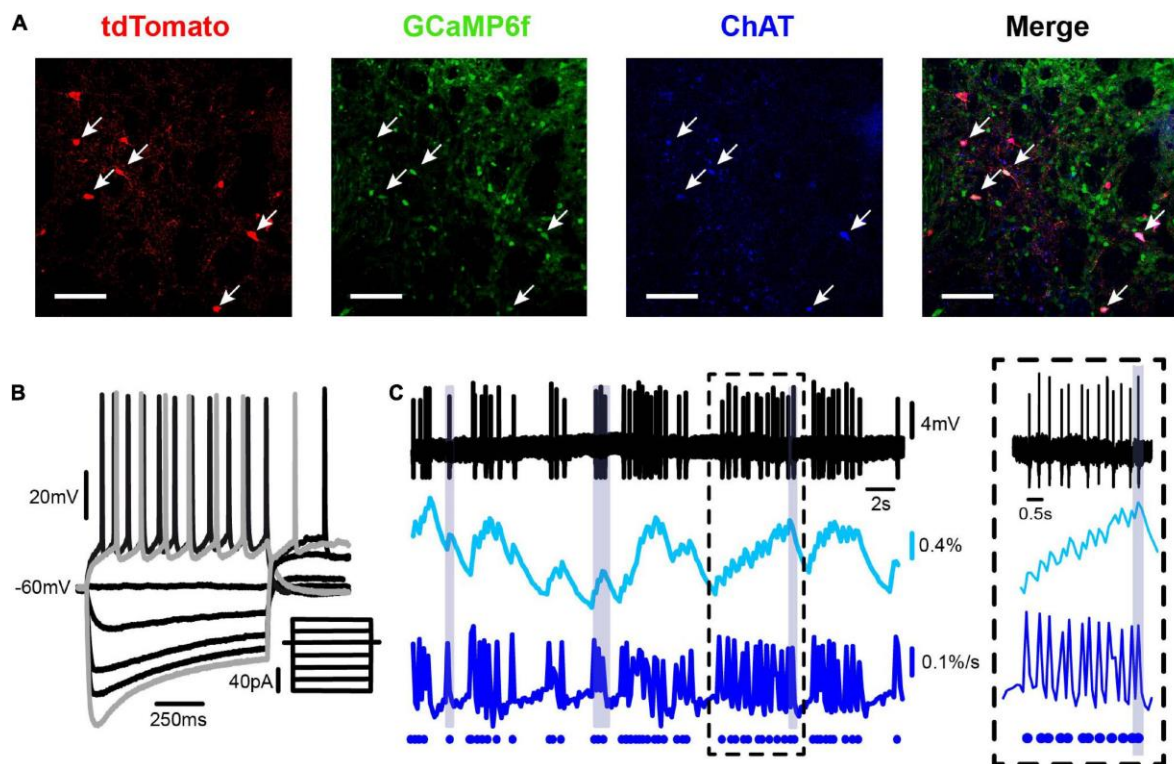 A
tdTomato
GCaMP6f
ChAT
Merge
B
20mV
-60mV
40pA
250ms
C
4mV
2s
0.4%
0.1%/s
0.5s